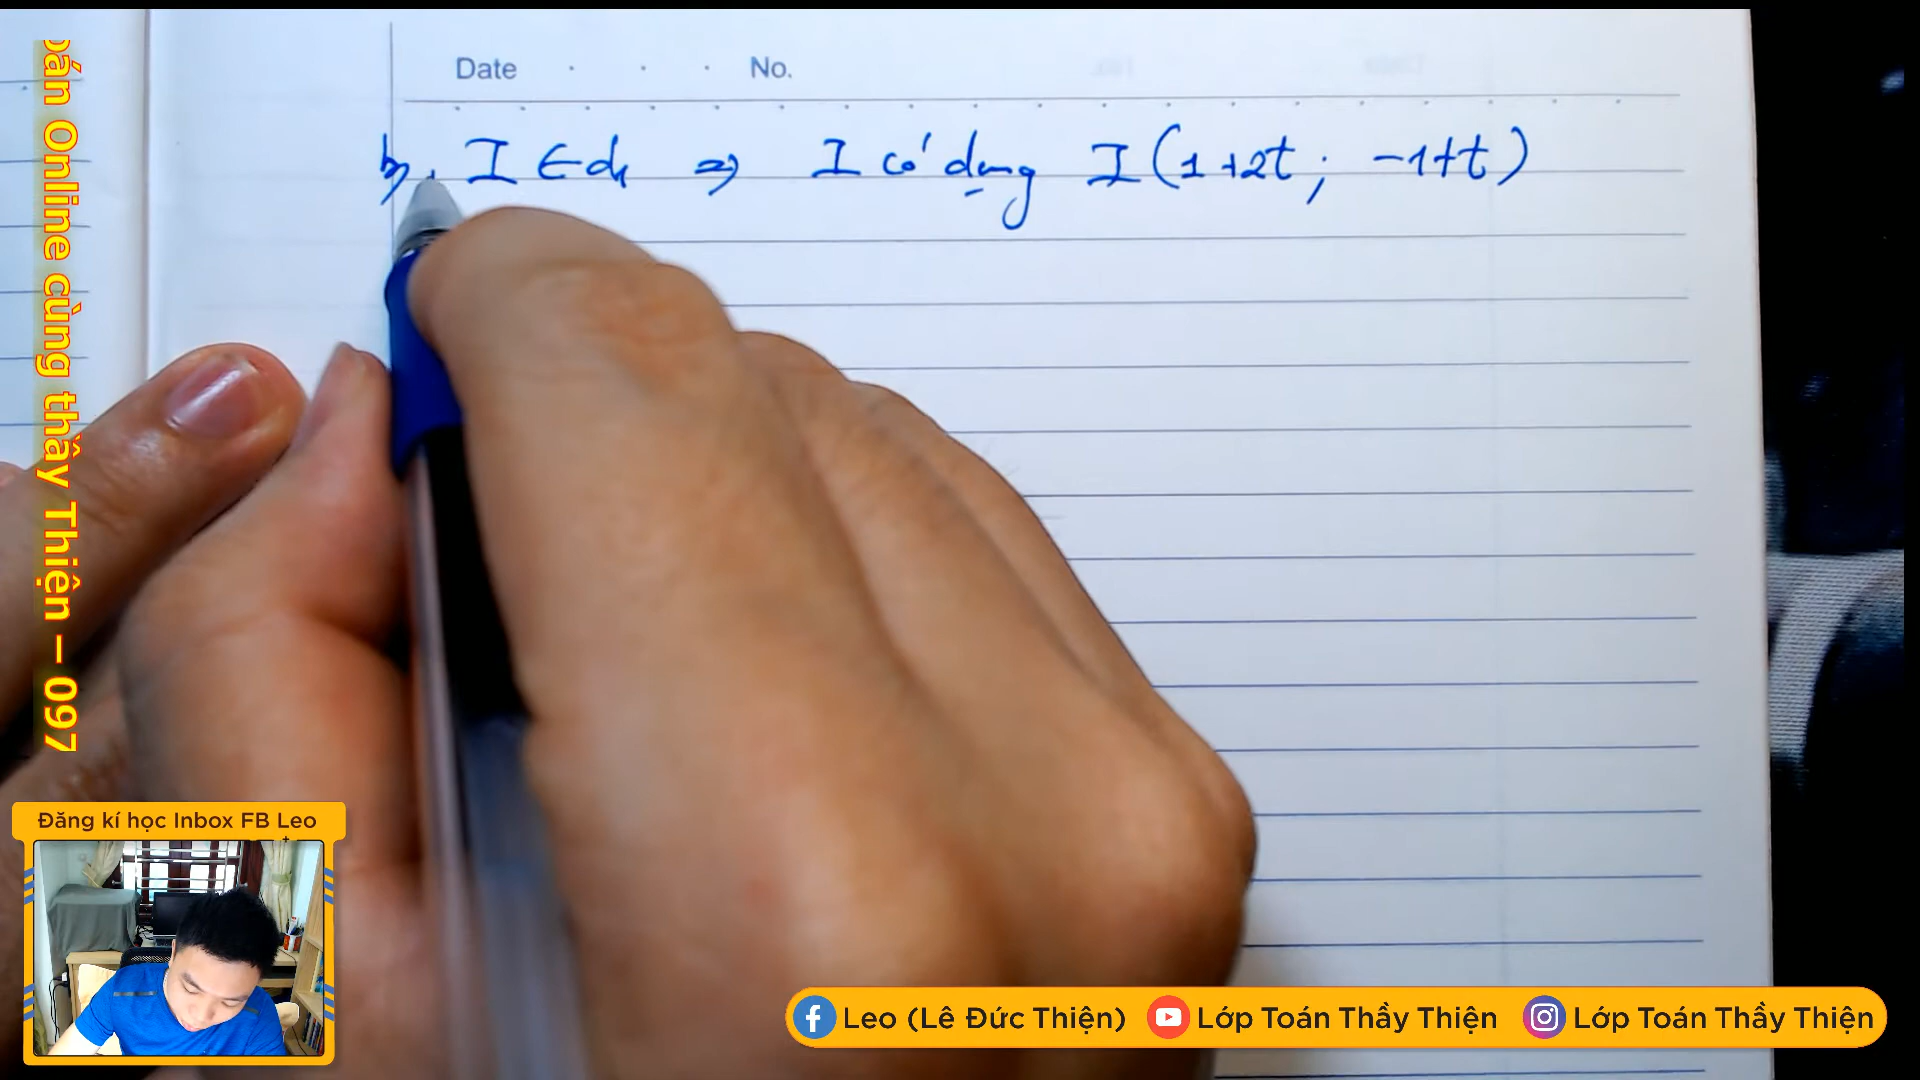 Date . . . No.
b, I ∈ d₁ ⇒ I có dạng I(1+2t; -1+t)
oán Online cùng thầy Thiện – 097
Đăng kí học Inbox FB Leo
Leo (Lê Đức Thiện) Lớp Toán Thầy Thiện Lớp Toán Thầy Thiện